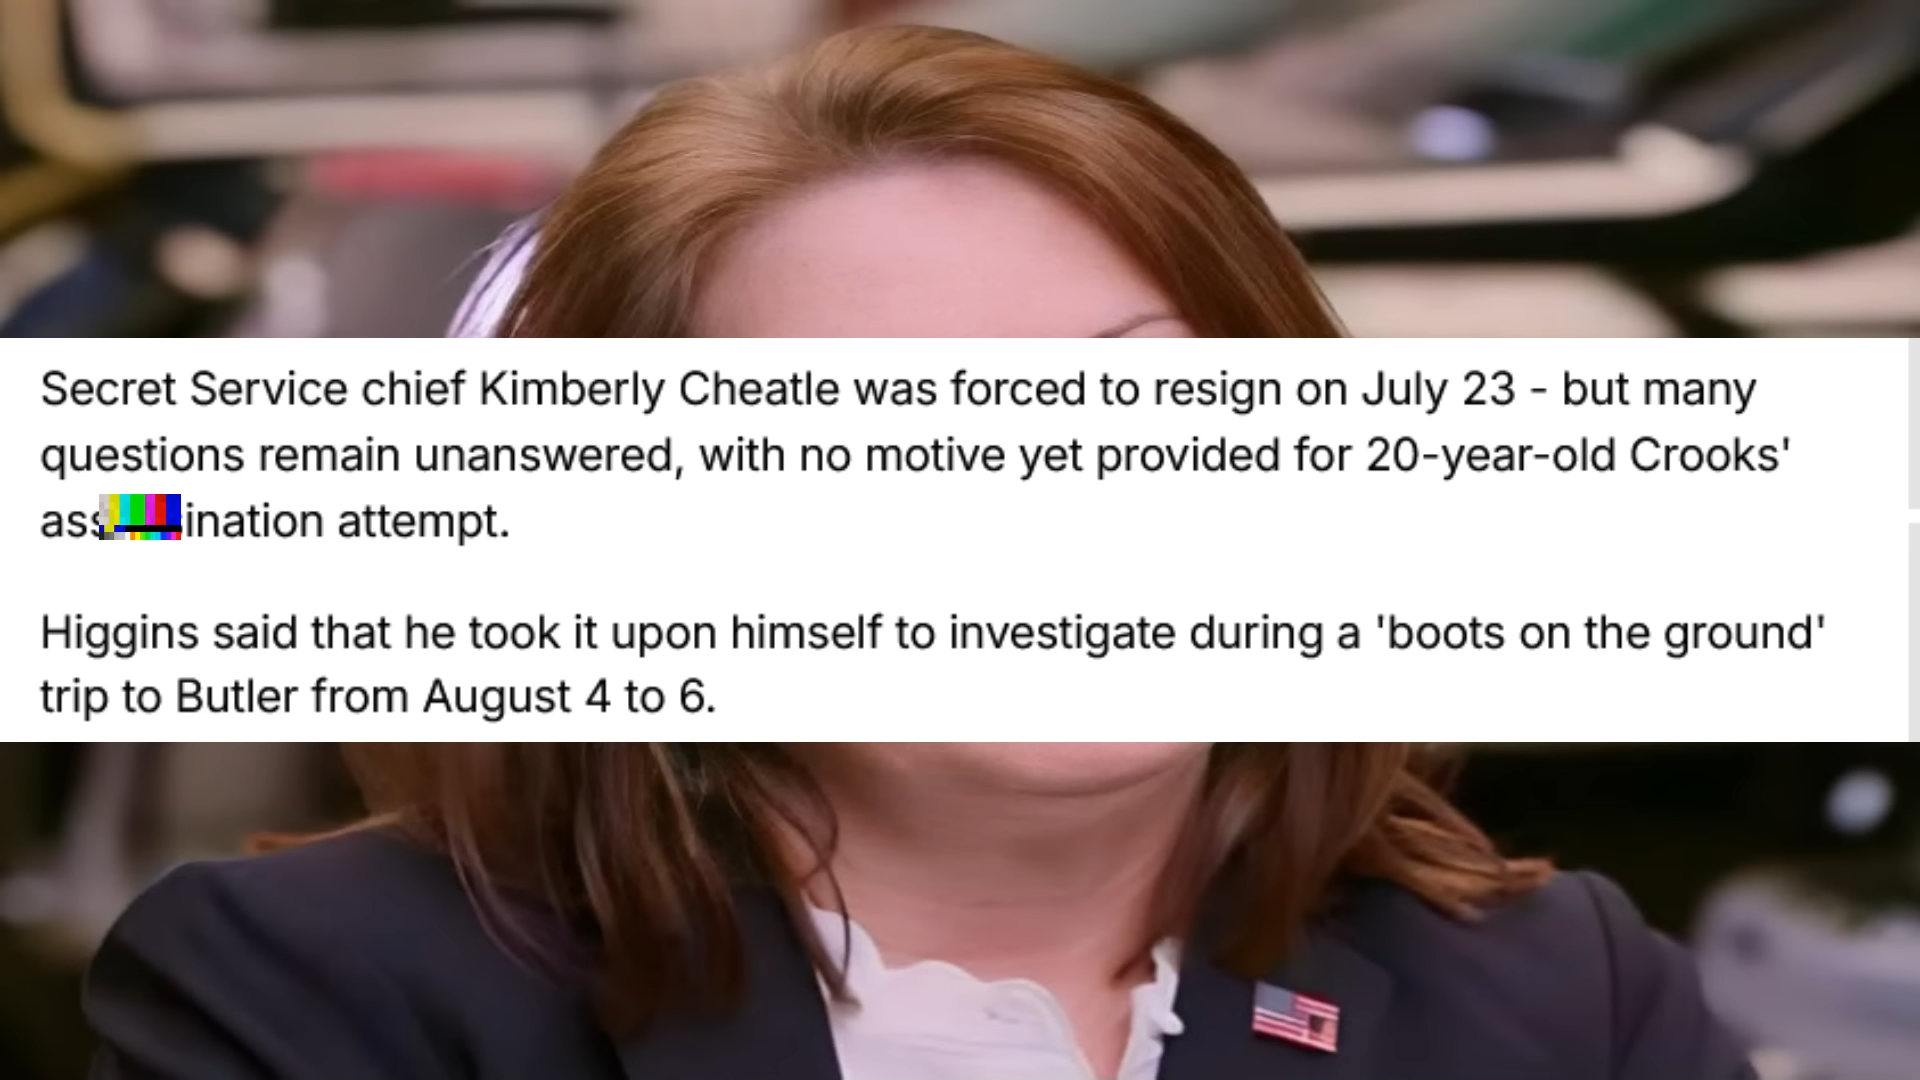 Secret Service chief Kimberly Cheatle was forced to resign on July 23 - but many
questions remain unanswered, with no motive yet provided for 20-year-old Crooks'
attempt.
Higgins said that he took it upon himself to investigate during a 'boots on the ground'
trip to Butler from August 4 to 6.